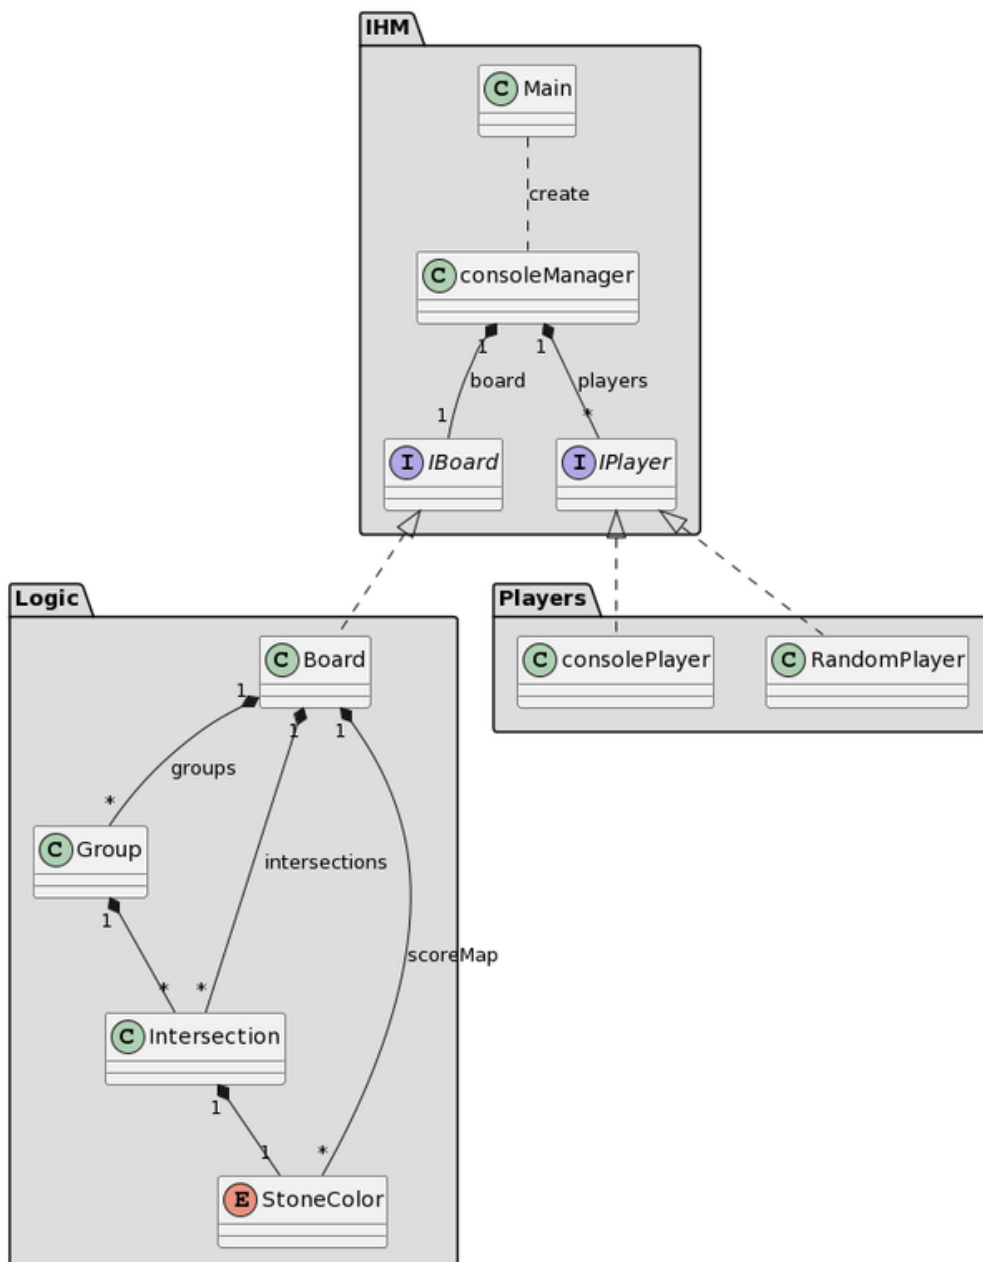 IHM
C Main
create
C consoleManager
1 1
board players
1 *
I IBoard I IPlayer
Logic Players
C Board C consolePlayer C RandomPlayer
1 1 1
groups
*
C Group intersections
1
scoreMap
* *
C Intersection
1
1 *
E StoneColor